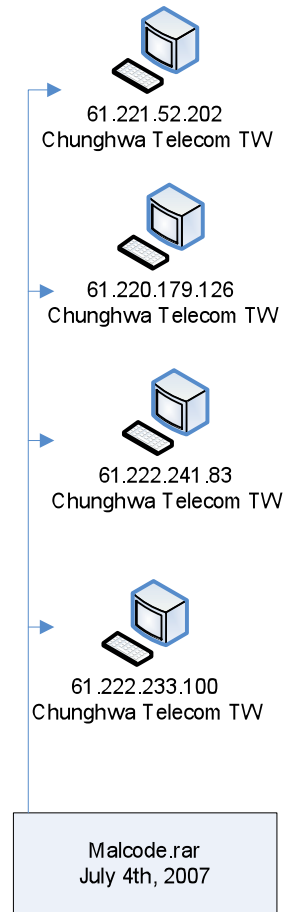 61.221.52.202
Chunghwa Telecom TW
61.220.179.126
Chunghwa Telecom TW
61.222.241.83
Chunghwa Telecom TW
61.222.233.100
Chunghwa Telecom TW
Malcode.rar
July 4th, 2007